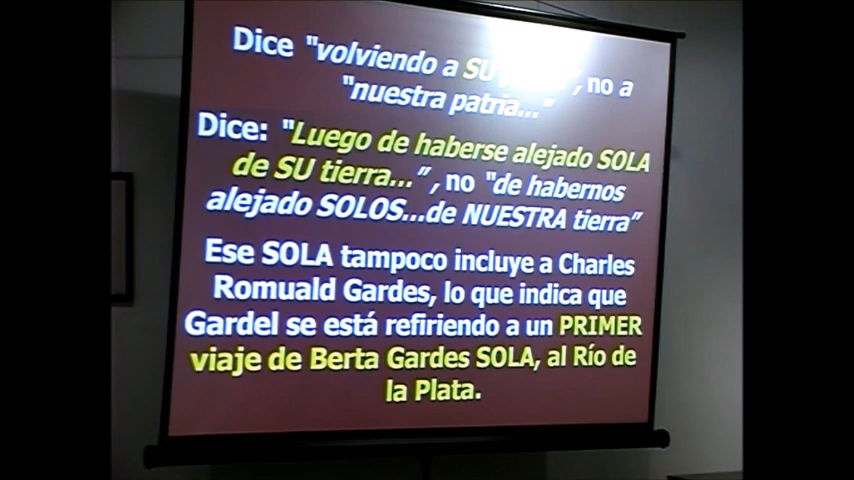 Dice "volviendo a SU , no a
"nuestra patria..."
Dice: "Luego de haberse alejado SOLA
de SU tierra...", no "de habernos
alejado SOLOS...de NUESTRA tierra"
Ese SOLA tampoco incluye a Charles
Romuald Gardes, lo que indica que
Gardel se está refiriendo a un PRIMER
viaje de Berta Gardes SOLA, al Río de
la Plata.